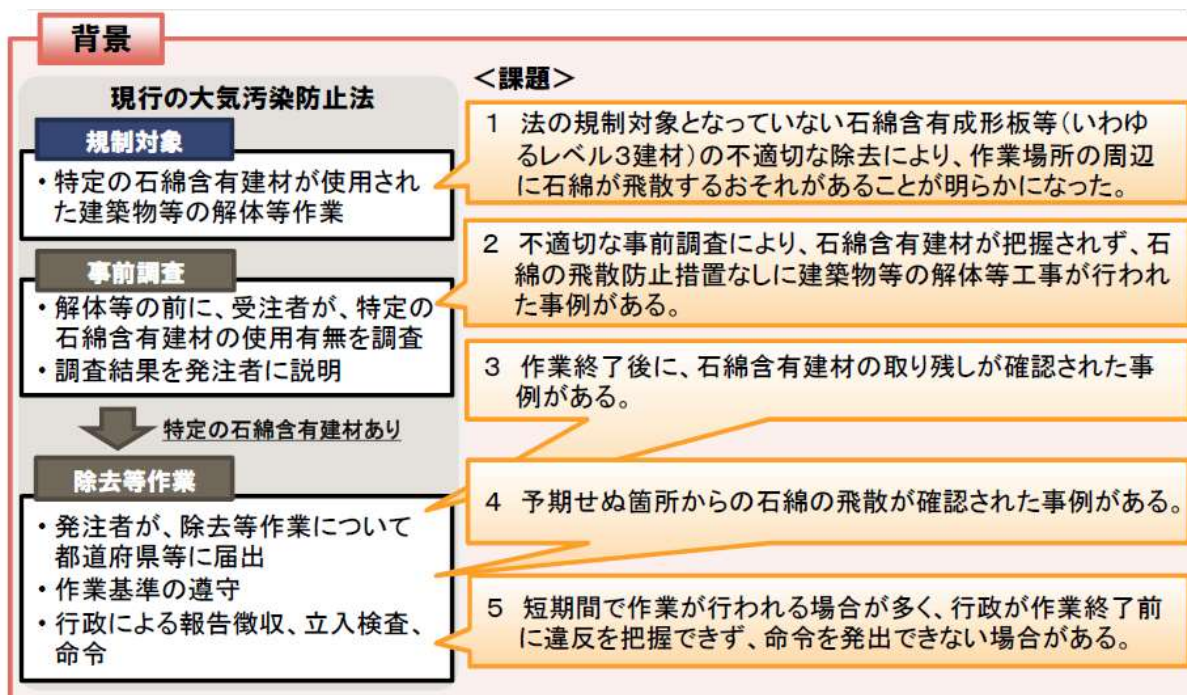 背景
現行の大気汚染防止法
規制対象
・特定の石綿含有建材が使用され
た建築物等の解体等作業
事前調査
・解体等の前に、受注者が、特定の
石綿含有建材の使用有無を調査
・調査結果を発注者に説明
特定の石綿含有建材あり
除去等作業
・発注者が、除去等作業について
都道府県等に届出
・作業基準の遵守
・行政による報告徴収、立入検査、
命令
＜課題＞
１ 法の規制対象となっていない石綿含有成形板等（いわゆ
るレベル３建材）の不適切な除去により、作業場所の周辺
に石綿が飛散するおそれがあることが明らかになった。
２ 不適切な事前調査により、石綿含有建材が把握されず、石
綿の飛散防止措置なしに建築物等の解体等工事が行われ
た事例がある。
３ 作業終了後に、石綿含有建材の取り残しが確認された事
例がある。
４ 予期せぬ箇所からの石綿の飛散が確認された事例がある。
５ 短期間で作業が行われる場合が多く、行政が作業終了前
に違反を把握できず、命令を発出できない場合がある。